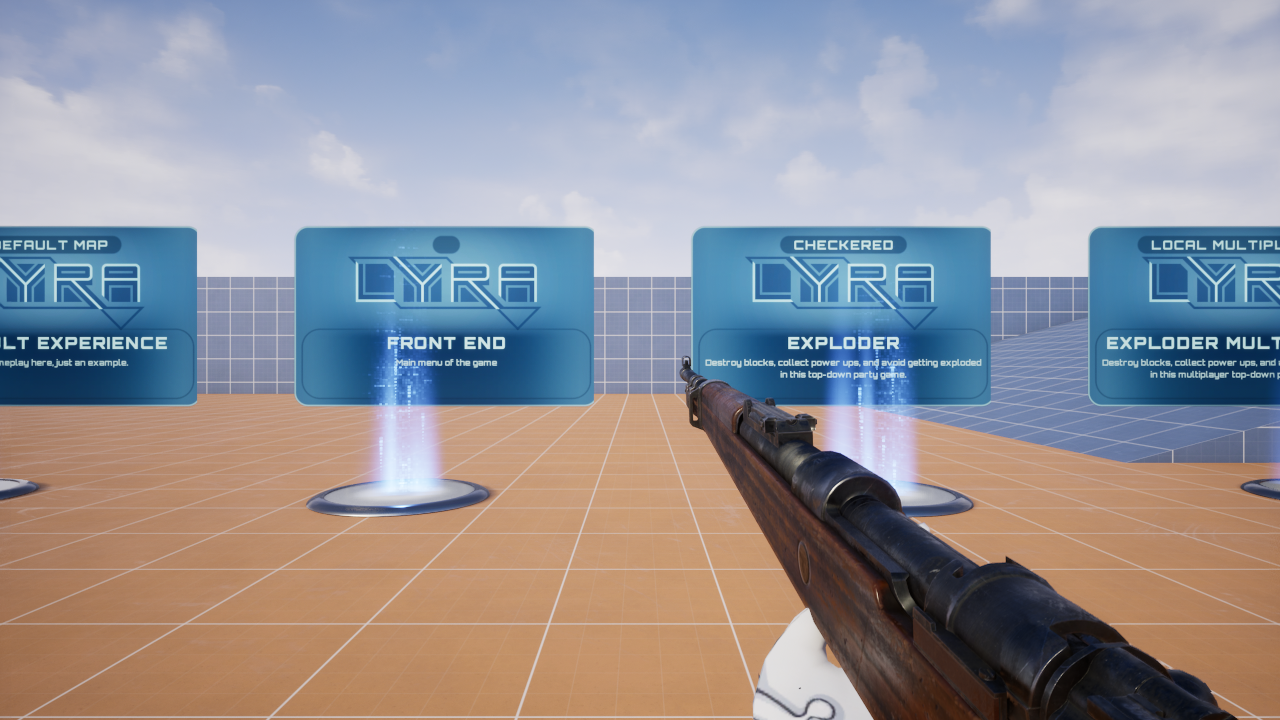 DEFAULT MAP
LYRA
LT EXPERIENCE
meplay here, just an example.
LYRA
FRONT END
Main menu of the game
CHECKERED
LYRA
EXPLODER
Destroy blocks, collect power ups, and avoid getting exploded
in this top-down party game.
LOCAL MULTIPL
LYR
EXPLODER MULT
Destroy blocks, collect power ups, and
in this multiplayer top-down p